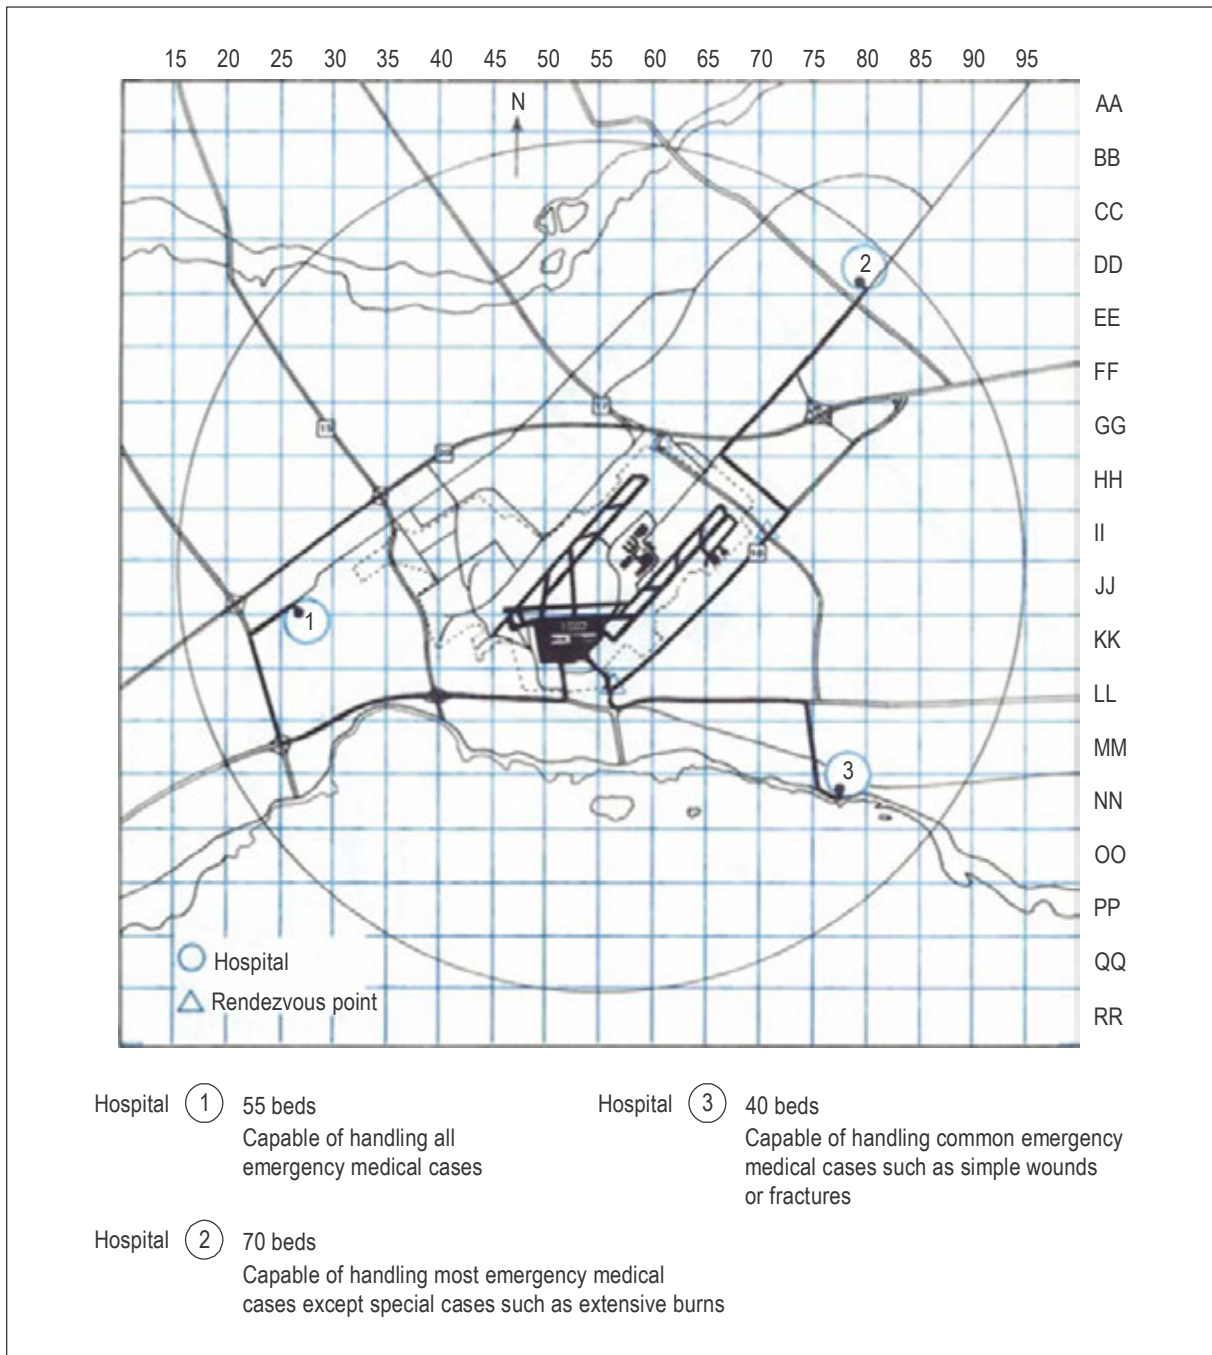 15 20 25 30 35 40 45 50 55 60 65 70 75 80 85 90 95
N
AA
BB
CC
2
DD
EE
FF
GG
HH
II
JJ
1
KK
LL
MM
3
NN
OO
PP
Hospital
QQ
Rendezvous point
RR
Hospital 1 55 beds
Capable of handling all
emergency medical cases
Hospital 3 40 beds
Capable of handling common emergency
medical cases such as simple wounds
or fractures
Hospital 2 70 beds
Capable of handling most emergency medical
cases except special cases such as extensive burns